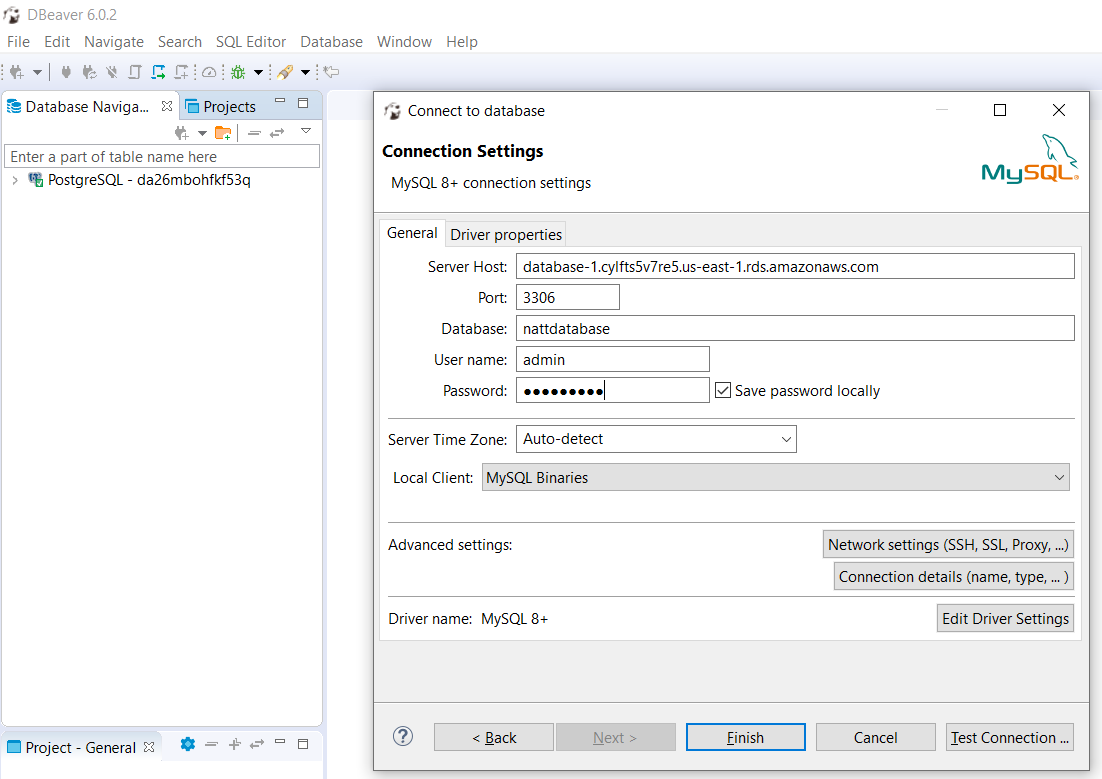 DBeaver 6.0.2
File Edit Navigate Search SQL Editor Database Window Help
Database Naviga... Projects
Enter a part of table name here
PostgreSQL - da26mbohfkf53q
Project - General
Connect to database
Connection Settings
MySQL 8+ connection settings
MySQL®
General Driver properties
Server Host: database-1.cylfts5v7re5.us-east-1.rds.amazonaws.com
Port: 3306
Database: nattdatabase
User name: admin
Password: ●●●●●●●●● Save password locally
Server Time Zone: Auto-detect
Local Client: MySQL Binaries
Advanced settings: Network settings (SSH, SSL, Proxy, ...)
Connection details (name, type, ... )
Driver name: MySQL 8+ Edit Driver Settings
? < Back Next > Finish Cancel Test Connection ...